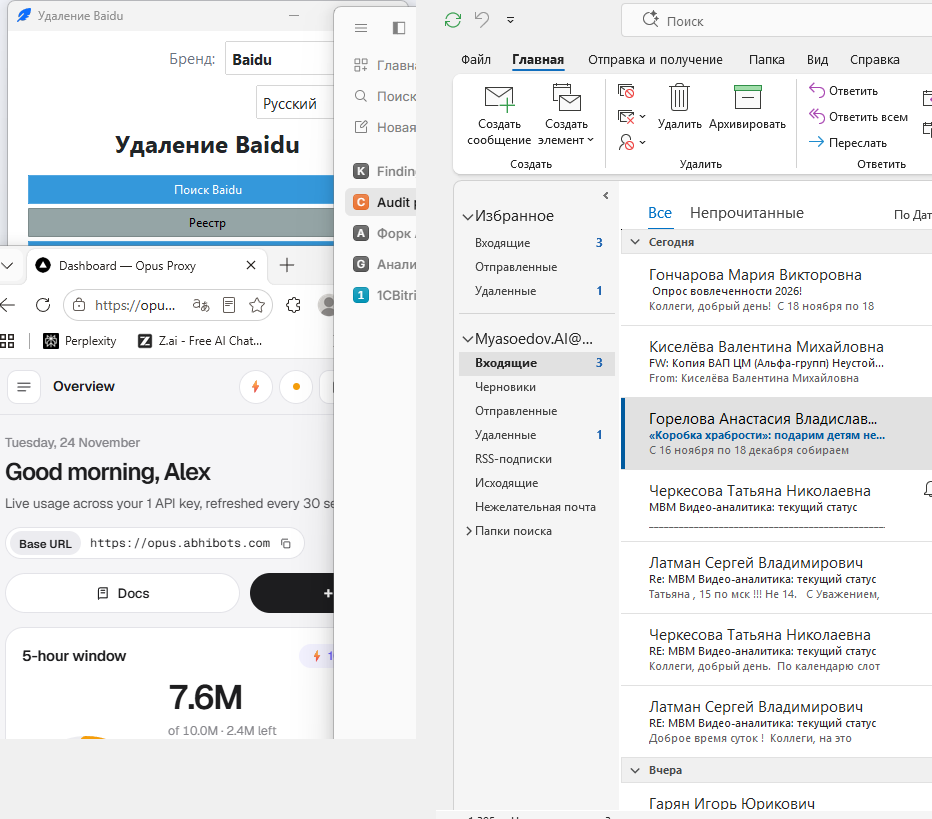 Удаление Baidu
Бренд:
Baidu
Русский
Удаление Baidu
Поиск Baidu
Реестр
Dashboard — Opus Proxy
https://opu...
Perplexity
Z.ai - Free AI Chat...
Overview
Tuesday, 24 November
Good morning, Alex
Live usage across your 1 API key, refreshed every 30 se
Base URL
https://opus.abhibots.com
Docs
+
5-hour window
7.6M
of 10.0M · 2.4M left
Главн
Поиск
Новая
K Findin
C Audit p
A Форк
G Анали
1 1CBitri
Поиск
Файл
Главная
Отправка и получение
Папка
Вид
Справка
Создать сообщение
Создать элемент
Создать
Удалить
Архивировать
Удалить
Ответить
Ответить всем
Переслать
Ответить
Избранное
Входящие 3
Отправленные
Удаленные 1
Myasoedov.Al@...
Входящие 3
Черновики
Отправленные
Удаленные 1
RSS-подписки
Исходящие
Нежелательная почта
Папки поиска
Все
Непрочитанные
По Дат
Сегодня
Гончарова Мария Викторовна
Опрос вовлеченности 2026!
Коллеги, добрый день! С 18 ноября по 18
Киселёва Валентина Михайловна
FW: Копия ВАП ЦМ (Альфа-групп) Неустой...
From: Киселёва Валентина Михайловна
Горелова Анастасия Владислав...
«Коробка храбрости»: подарим детям не...
С 16 ноября по 18 декабря собираем
Черкесова Татьяна Николаевна
МВМ Видео-аналитика: текущий статус
Латман Сергей Владимирович
Re: МВМ Видео-аналитика: текущий статус
Татьяна , 15 по мск !!! Не 14. С Уважением,
Черкесова Татьяна Николаевна
RE: МВМ Видео-аналитика: текущий статус
Коллеги, добрый день. По календарю слот
Латман Сергей Владимирович
RE: МВМ Видео-аналитика: текущий статус
Доброе время суток ! Коллеги, на это
Вчера
Гарян Игорь Юрикович